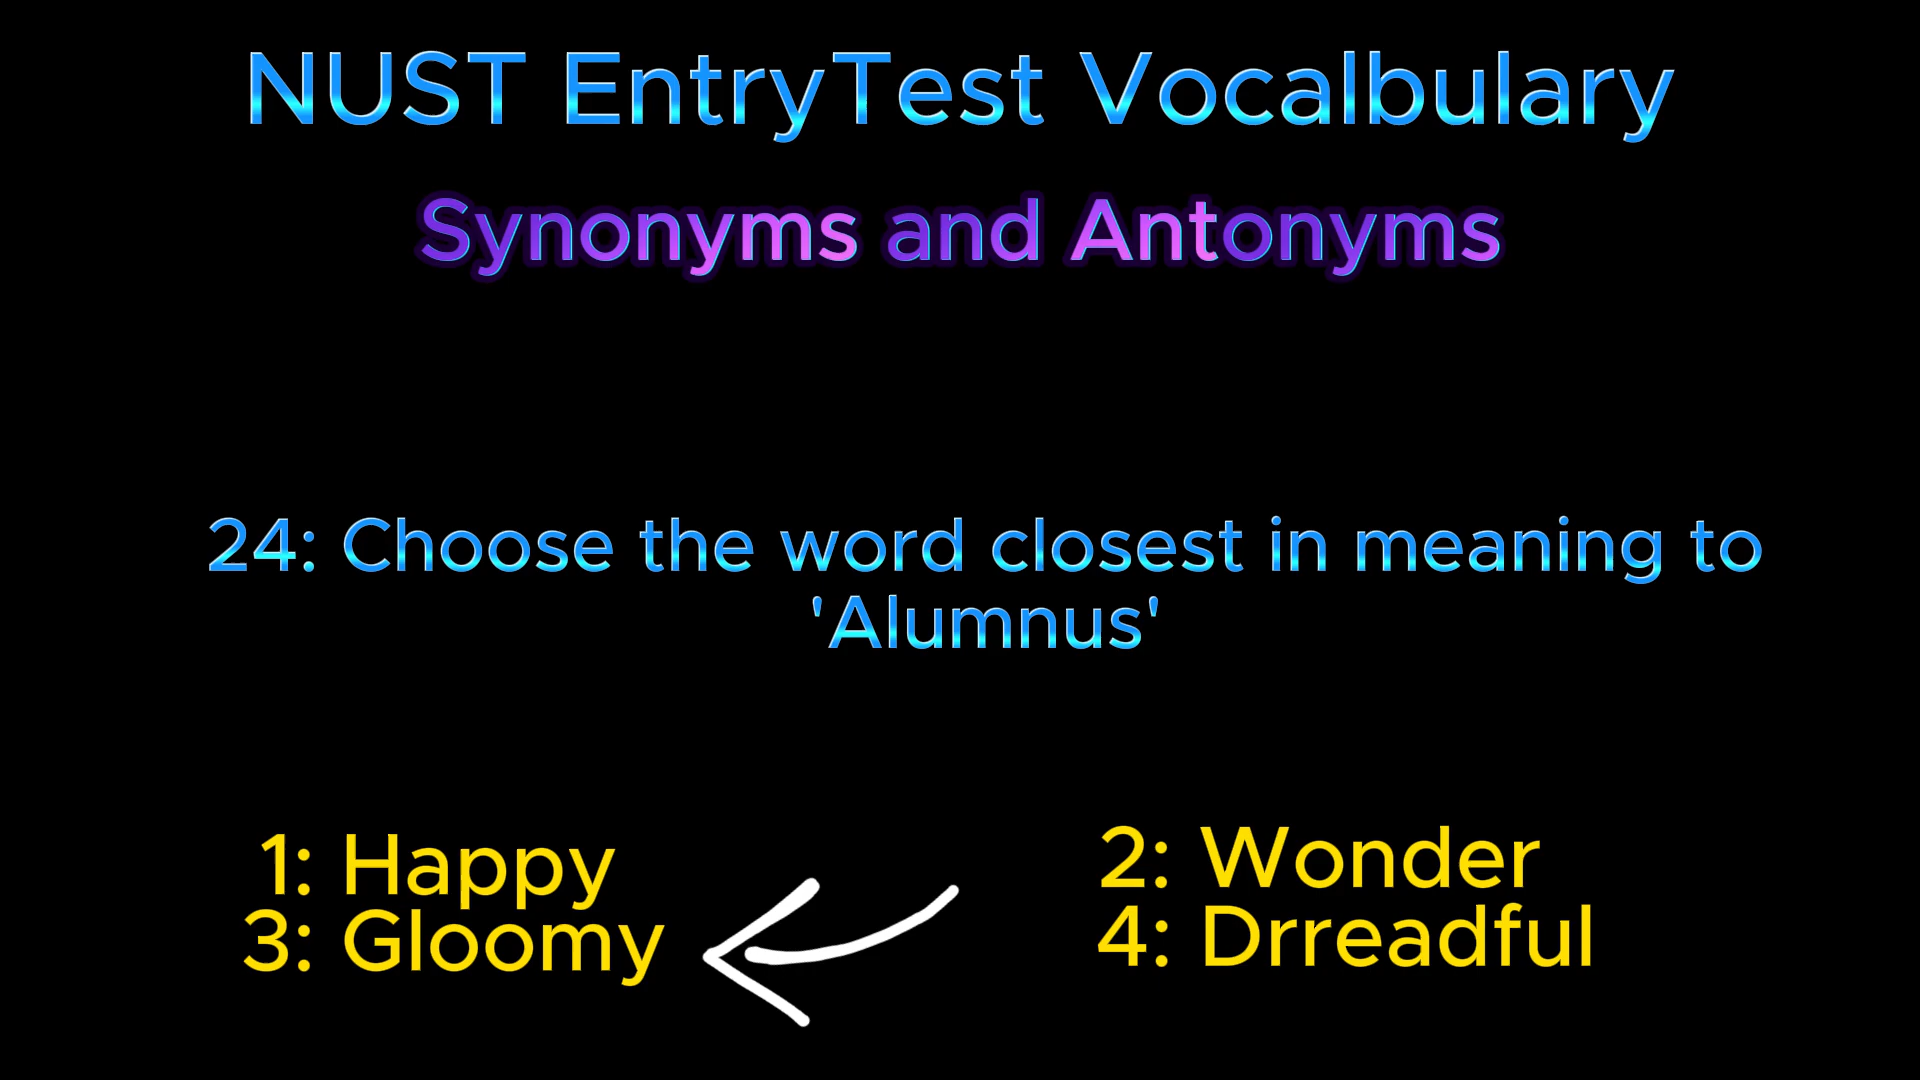 NUST EntryTest Vocalbulary
Synonyms and Antonyms
24: Choose the word closest in meaning to
'Alumnus'
1: Happy
2: Wonder
3: Gloomy
4: Drreadful